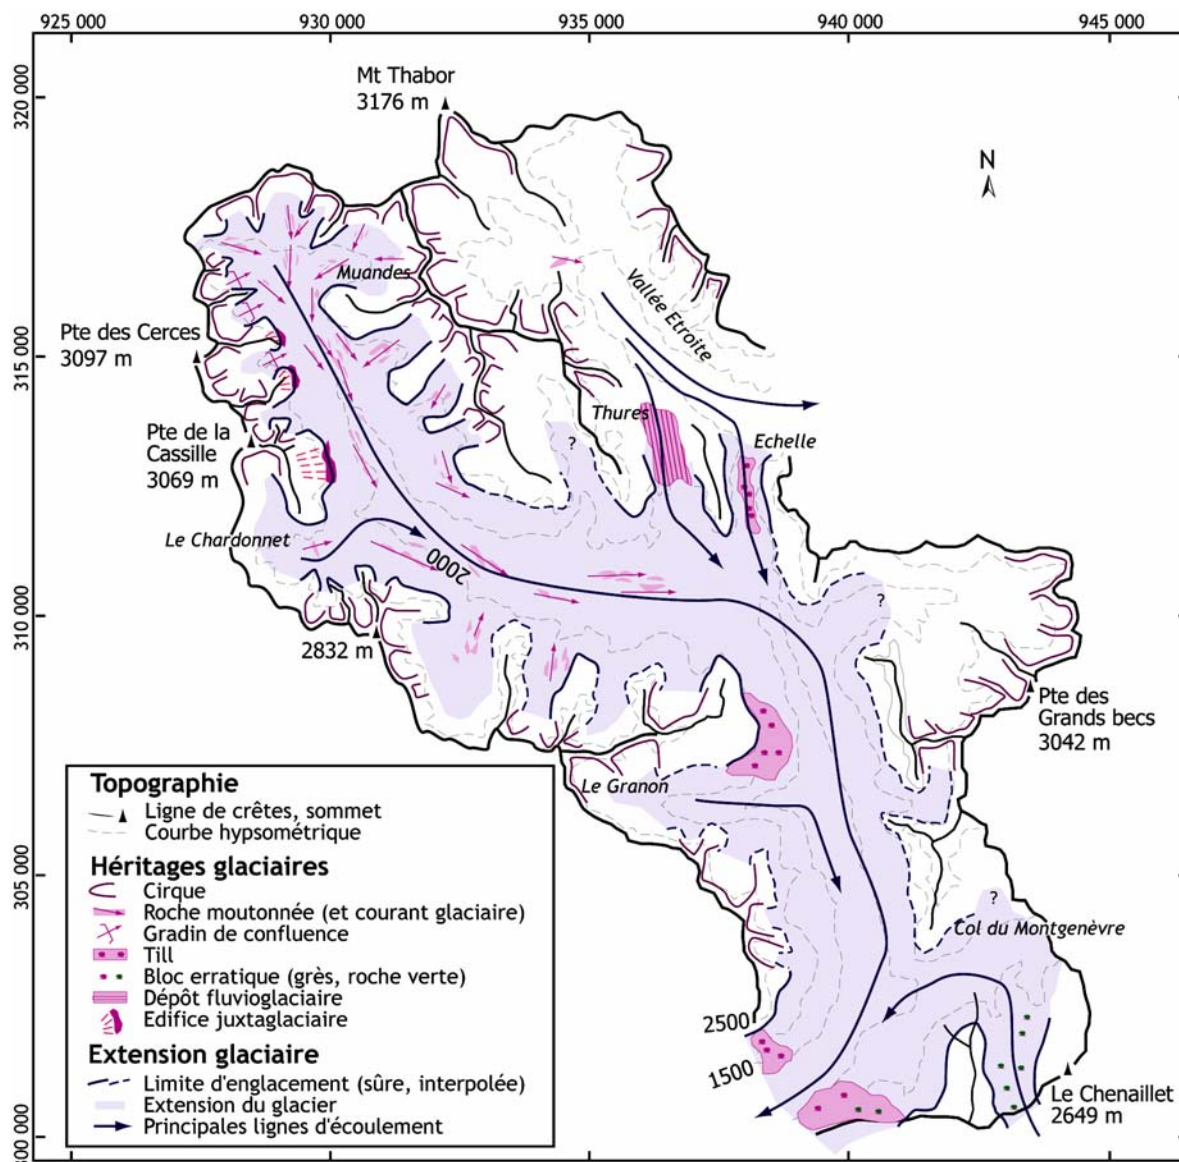 925 000 930 000 935 000 940 000 945 000
320 000
Mt Thabor
3176 m
N
Muandes
Vallée Etroite
Pte des Cerces
3097 m
315 000
Thures
Echelle
?
Pte de la
Cassille
3069 m
Le Chardonnet
2000
310 000
?
2832 m
Pte des
Grands becs
3042 m
Le Granon
305 000
?
Col du Montgenèvre
2500
1500
Le Chenaillet
2649 m
00 000
Topographie
Ligne de crêtes, sommet
Courbe hypsométrique
Héritages glaciaires
Cirque
Roche moutonnée (et courant glaciaire)
Gradin de confluence
Till
Bloc erratique (grès, roche verte)
Dépôt fluvioglaciaire
Edifice juxtaglaciaire
Extension glaciaire
Limite d'englacement (sûre, interpolée)
Extension du glacier
Principales lignes d'écoulement